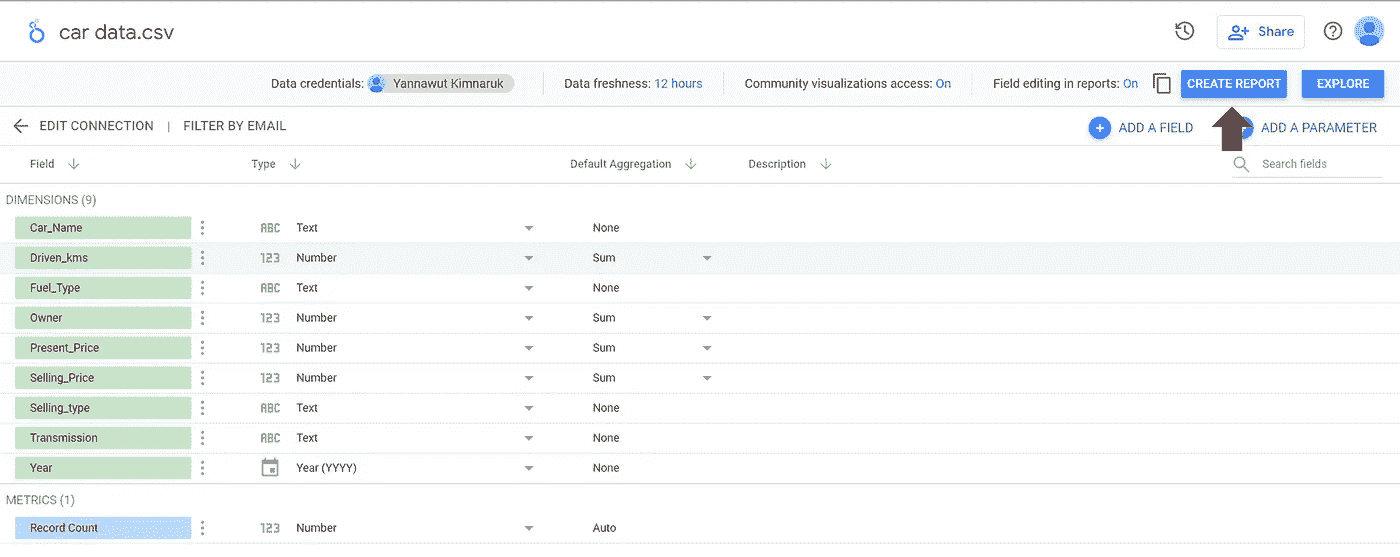 car data.csv
Share
Data credentials: Yannawut Kimnaruk Data freshness: 12 hours Community visualizations access: On Field editing in reports: On CREATE REPORT EXPLORE
EDIT CONNECTION | FILTER BY EMAIL ADD A FIELD ADD A PARAMETER
Field Type Default Aggregation Description Search fields
DIMENSIONS (9)
Car_Name ABC Text None
Driven_kms 123 Number Sum
Fuel_Type ABC Text None
Owner 123 Number Sum
Present_Price 123 Number Sum
Selling_Price 123 Number Sum
Selling_type ABC Text None
Transmission ABC Text None
Year Year (YYYY) None
METRICS (1)
Record Count 123 Number Auto